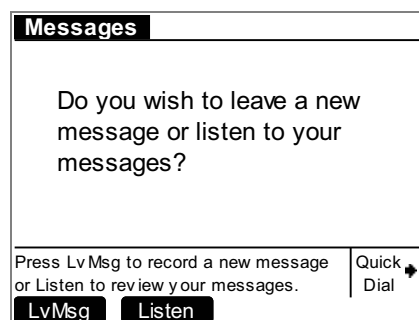 Messages
Do you wish to leave a new
message or listen to your
messages?
Press LvMsg to record a new message
or Listen to review your messages.
Quick
Dial
LvMsg
Listen